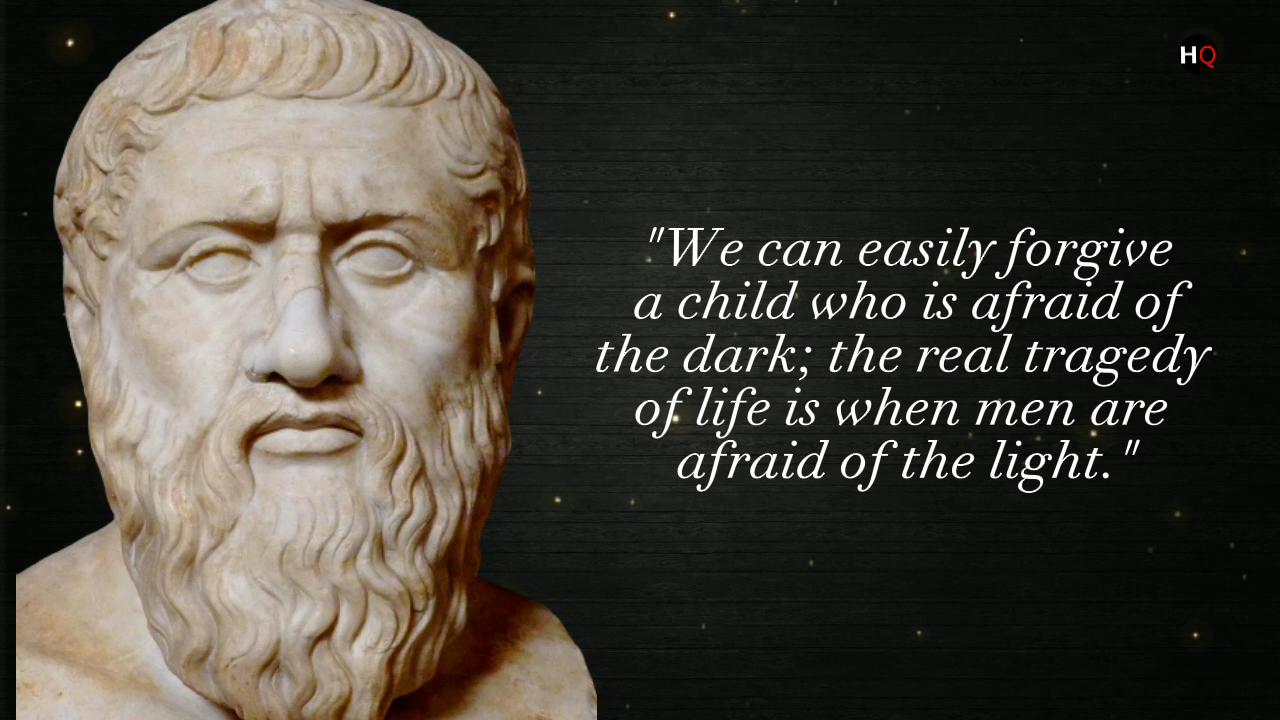 HQ
"We can easily forgive
a child who is afraid of
the dark; the real tragedy
of life is when men are
afraid of the light."